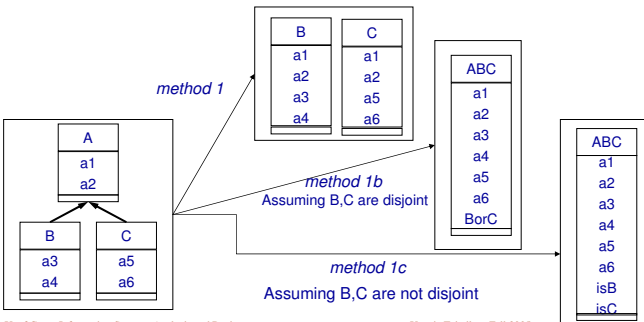 A
a1
a2
B
a3
a4
C
a5
a6
method 1
B
a1
a2
a3
a4
C
a1
a2
a5
a6
method 1b
Assuming B,C are disjoint
ABC
a1
a2
a3
a4
a5
a6
BorC
method 1c
Assuming B,C are not disjoint
ABC
a1
a2
a3
a4
a5
a6
isB
isC